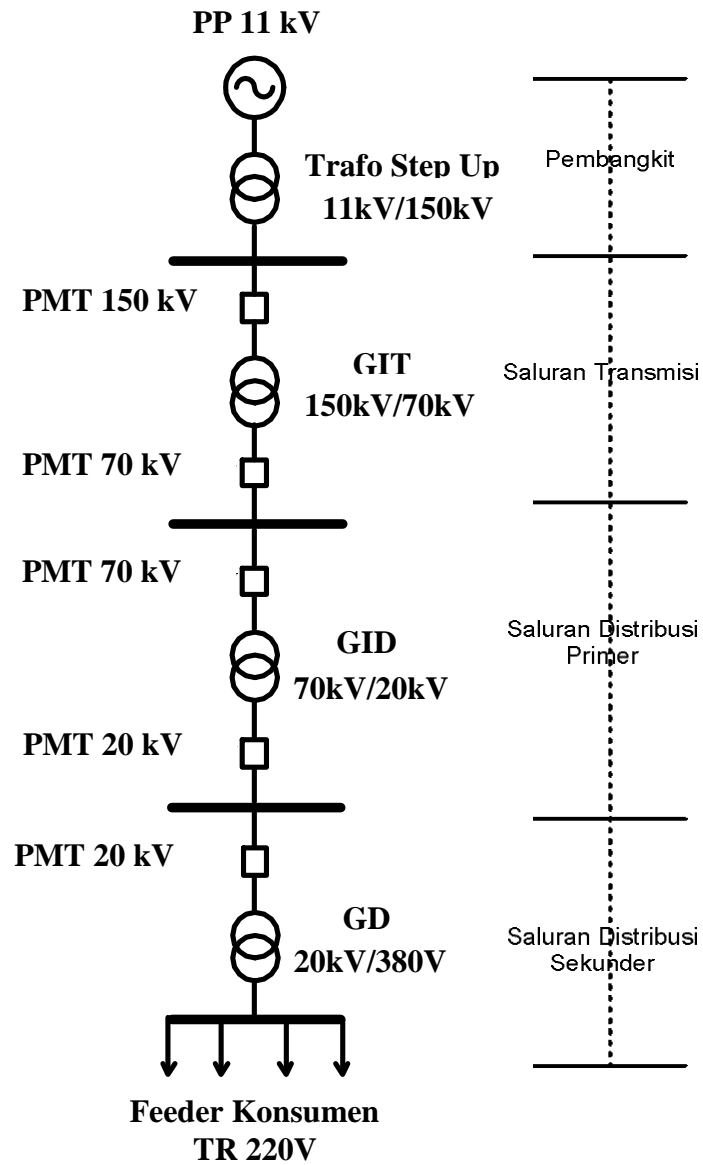 PP 11 kV
Trafo Step Up
11kV/150kV
Pembangkit
PMT 150 kV
GIT
150kV/70kV
Saluran Transmisi
PMT 70 kV
PMT 70 kV
GID
70kV/20kV
Saluran Distribusi
Primer
PMT 20 kV
PMT 20 kV
GD
20kV/380V
Saluran Distribusi
Sekunder
Feeder Konsumen
TR 220V